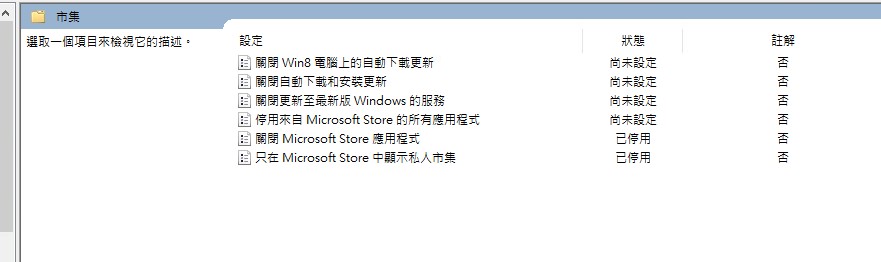 市集
選取一個項目來檢視它的描述。
設定 狀態 註解
關閉 Win8 電腦上的自動下載更新 尚未設定 否
關閉自動下載和安裝更新 尚未設定 否
關閉更新至最新版 Windows 的服務 尚未設定 否
停用來自 Microsoft Store 的所有應用程式 尚未設定 否
關閉 Microsoft Store 應用程式 已停用 否
只在 Microsoft Store 中顯示私人市集 已停用 否